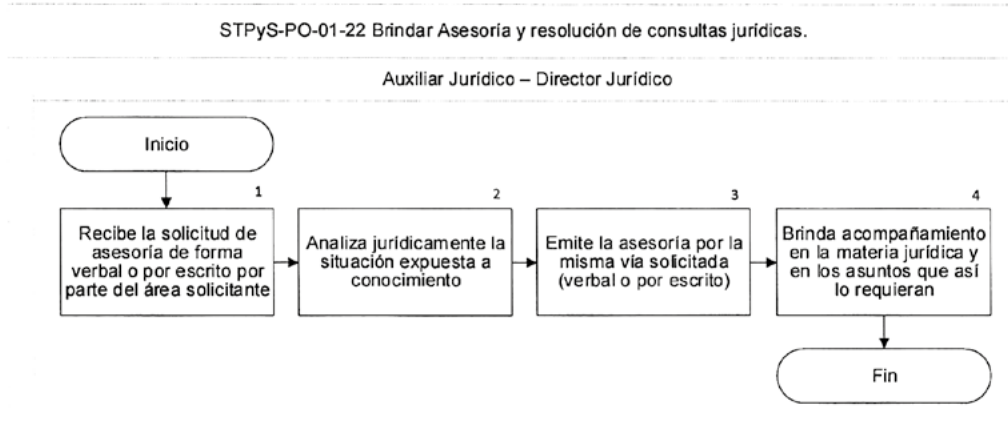 STPyS-PO-01-22 Brindar Asesoría y resolución de consultas jurídicas.
Auxiliar Jurídico – Director Jurídico
Inicio
1
Recibe la solicitud de
asesoría de forma
verbal o por escrito por
parte del área solicitante
2
Analiza jurídicamente la
situación expuesta a
conocimiento
3
Emite la asesoría por la
misma vía solicitada
(verbal o por escrito)
4
Brinda acompañamiento
en la materia jurídica y
en los asuntos que así
lo requieran
Fin